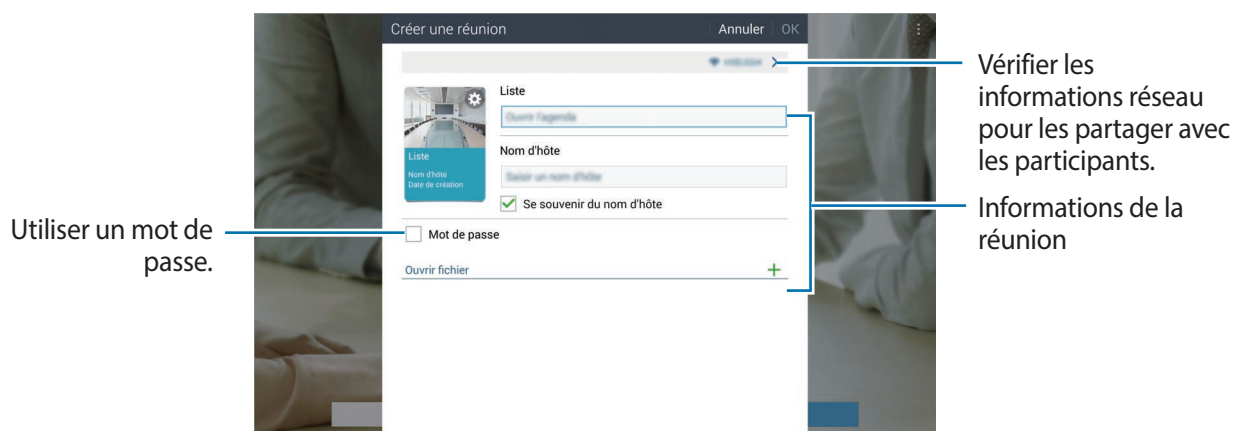 Créer une réunion
Annuler OK
Liste
Ouvrir l'agenda
Nom d'hôte
Saisir un nom d'hôte
Se souvenir du nom d'hôte
Liste
Nom d'hôte
Date de création
Mot de passe
Ouvrir fichier
Utiliser un mot de
passe.
Vérifier les
informations réseau
pour les partager avec
les participants.
Informations de la
réunion